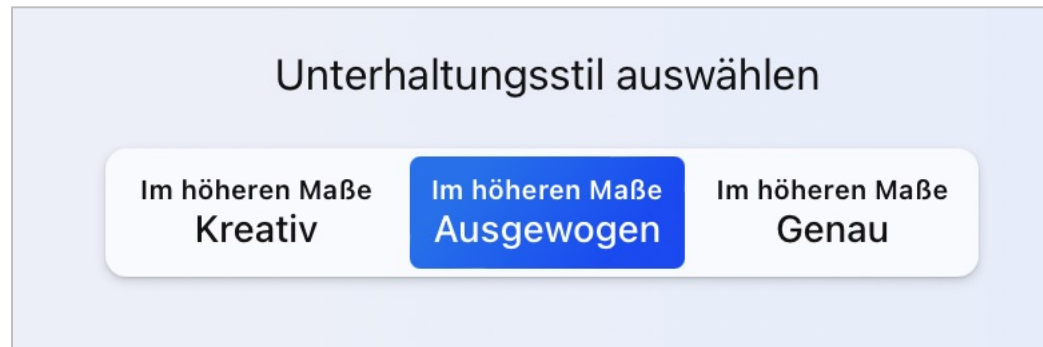 Unterhaltungsstil auswählen
Im höheren Maße
Kreativ
Im höheren Maße
Ausgewogen
Im höheren Maße
Genau